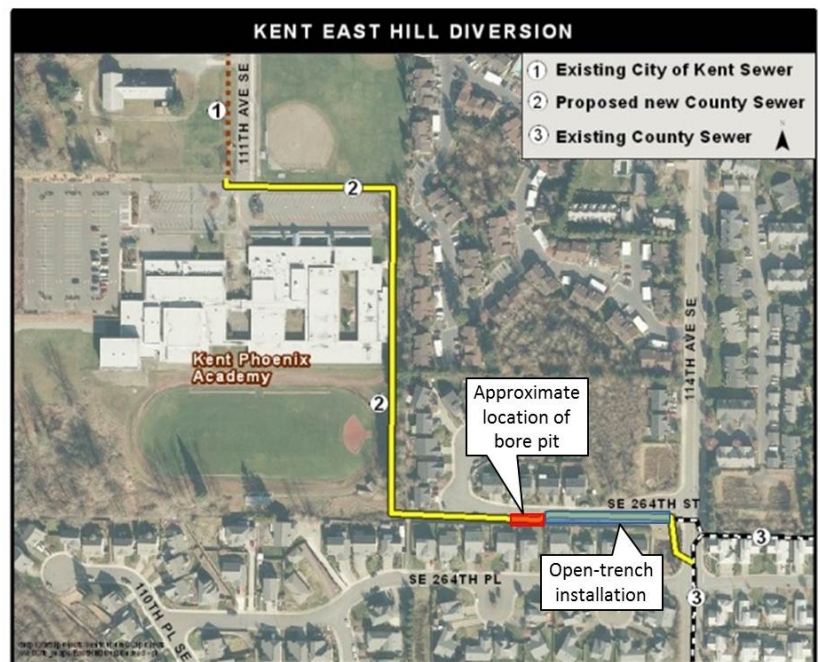 KENT EAST HILL DIVERSION
① Existing City of Kent Sewer
② Proposed new County Sewer
③ Existing County Sewer
N
1
111TH AVE SE
2
Kent Phoenix
Academy
2
114TH AVE SE
Approximate
location of
bore pit
SE 264TH ST
3
Open-trench
installation
SE 264TH PL
3
110TH PL SE